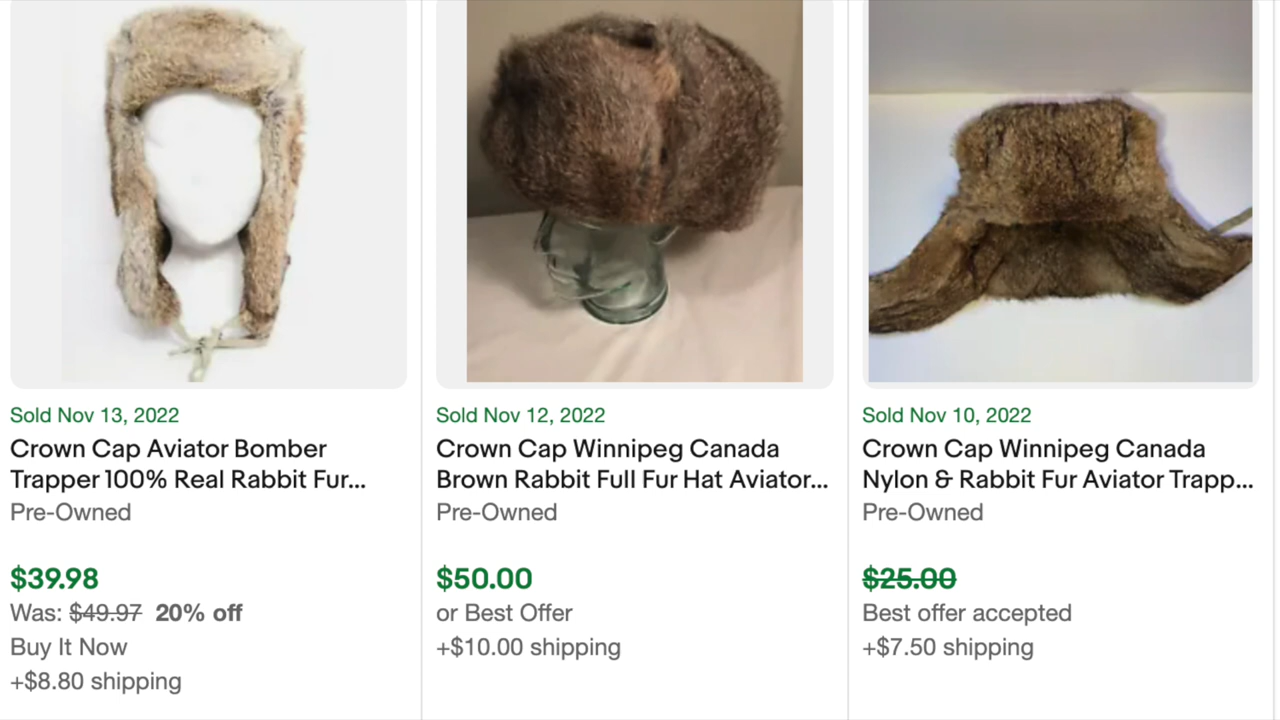 Sold Nov 13, 2022
Crown Cap Aviator Bomber
Trapper 100% Real Rabbit Fur...
Pre-Owned
$39.98
Was: $49.97 20% off
Buy It Now
+$8.80 shipping
Sold Nov 12, 2022
Crown Cap Winnipeg Canada
Brown Rabbit Full Fur Hat Aviator...
Pre-Owned
$50.00
or Best Offer
+$10.00 shipping
Sold Nov 10, 2022
Crown Cap Winnipeg Canada
Nylon & Rabbit Fur Aviator Trapp...
Pre-Owned
$25.00
Best offer accepted
+$7.50 shipping